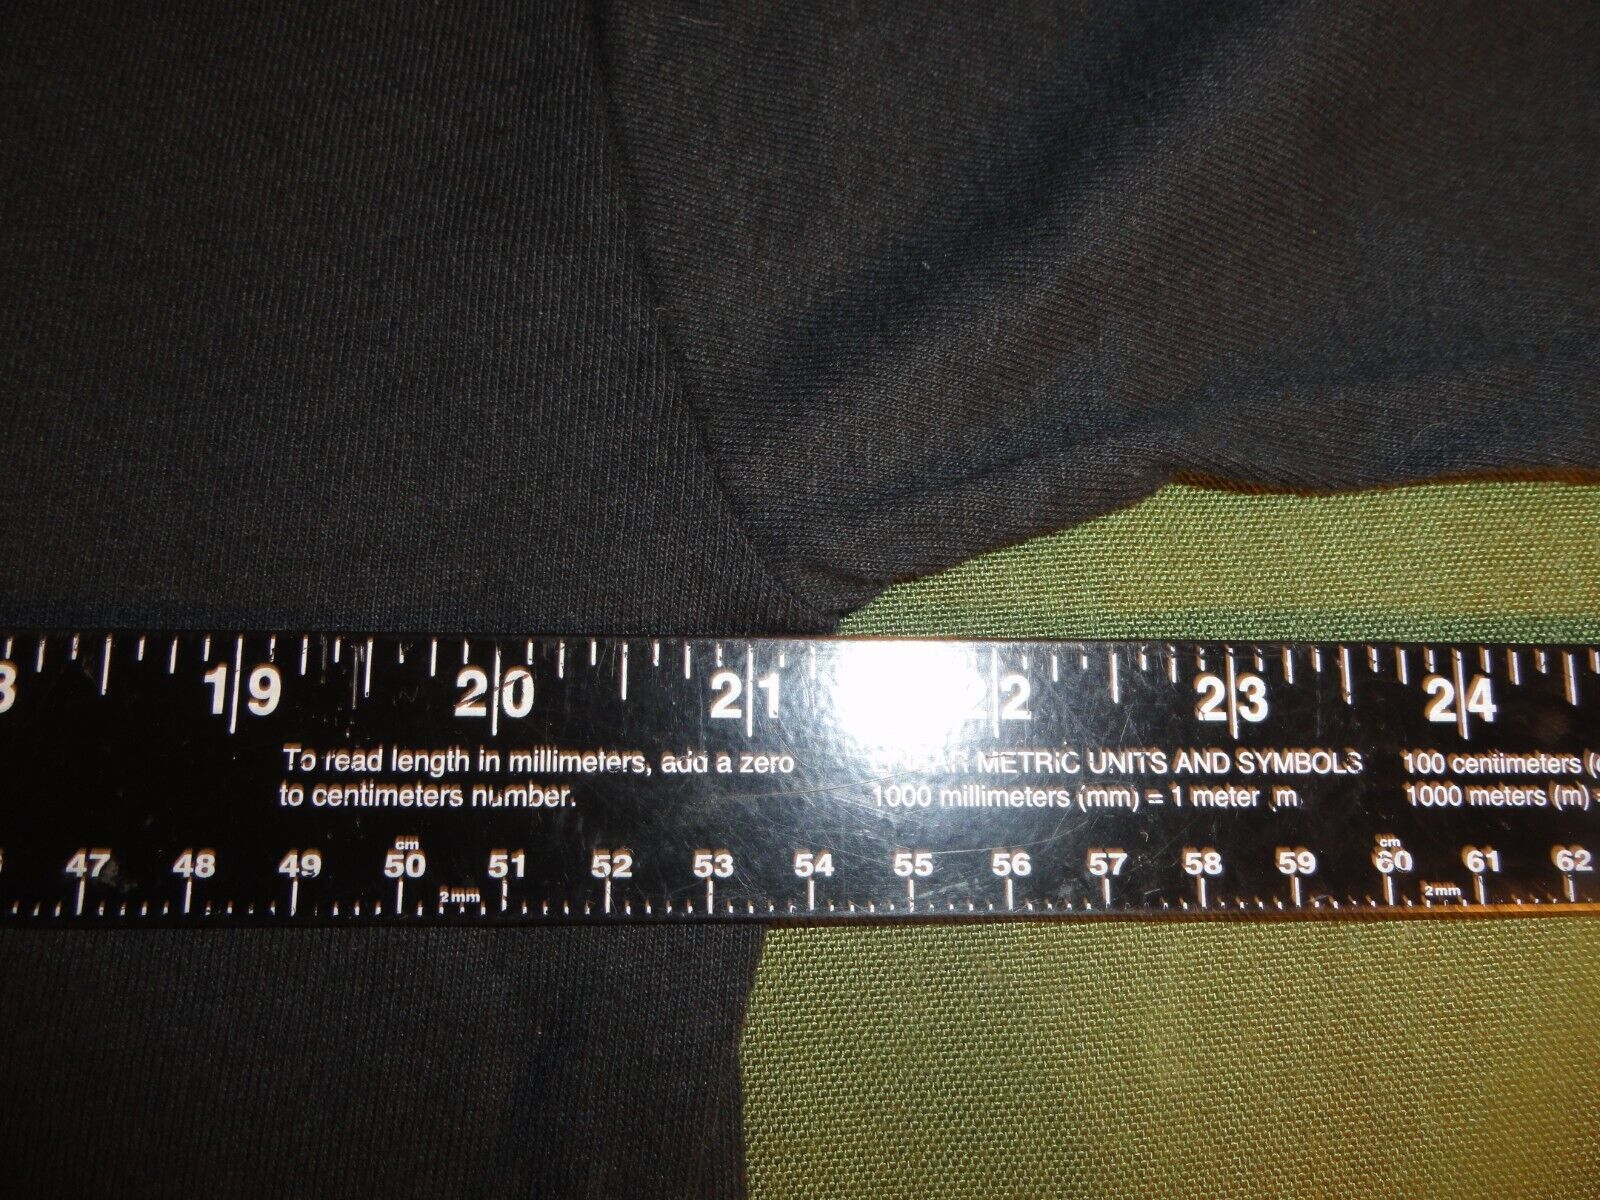 19 20 21 22 23 24
To read length in millimeters, add a zero
to centimeters number.
METRIC UNITS AND SYMBOLS
1000 millimeters (mm) = 1 meter m
100 centimeters (
1000 meters (m) =
cm cm
47 48 49 50 51 52 53 54 55 56 57 58 59 60 61 62
2mm 2mm